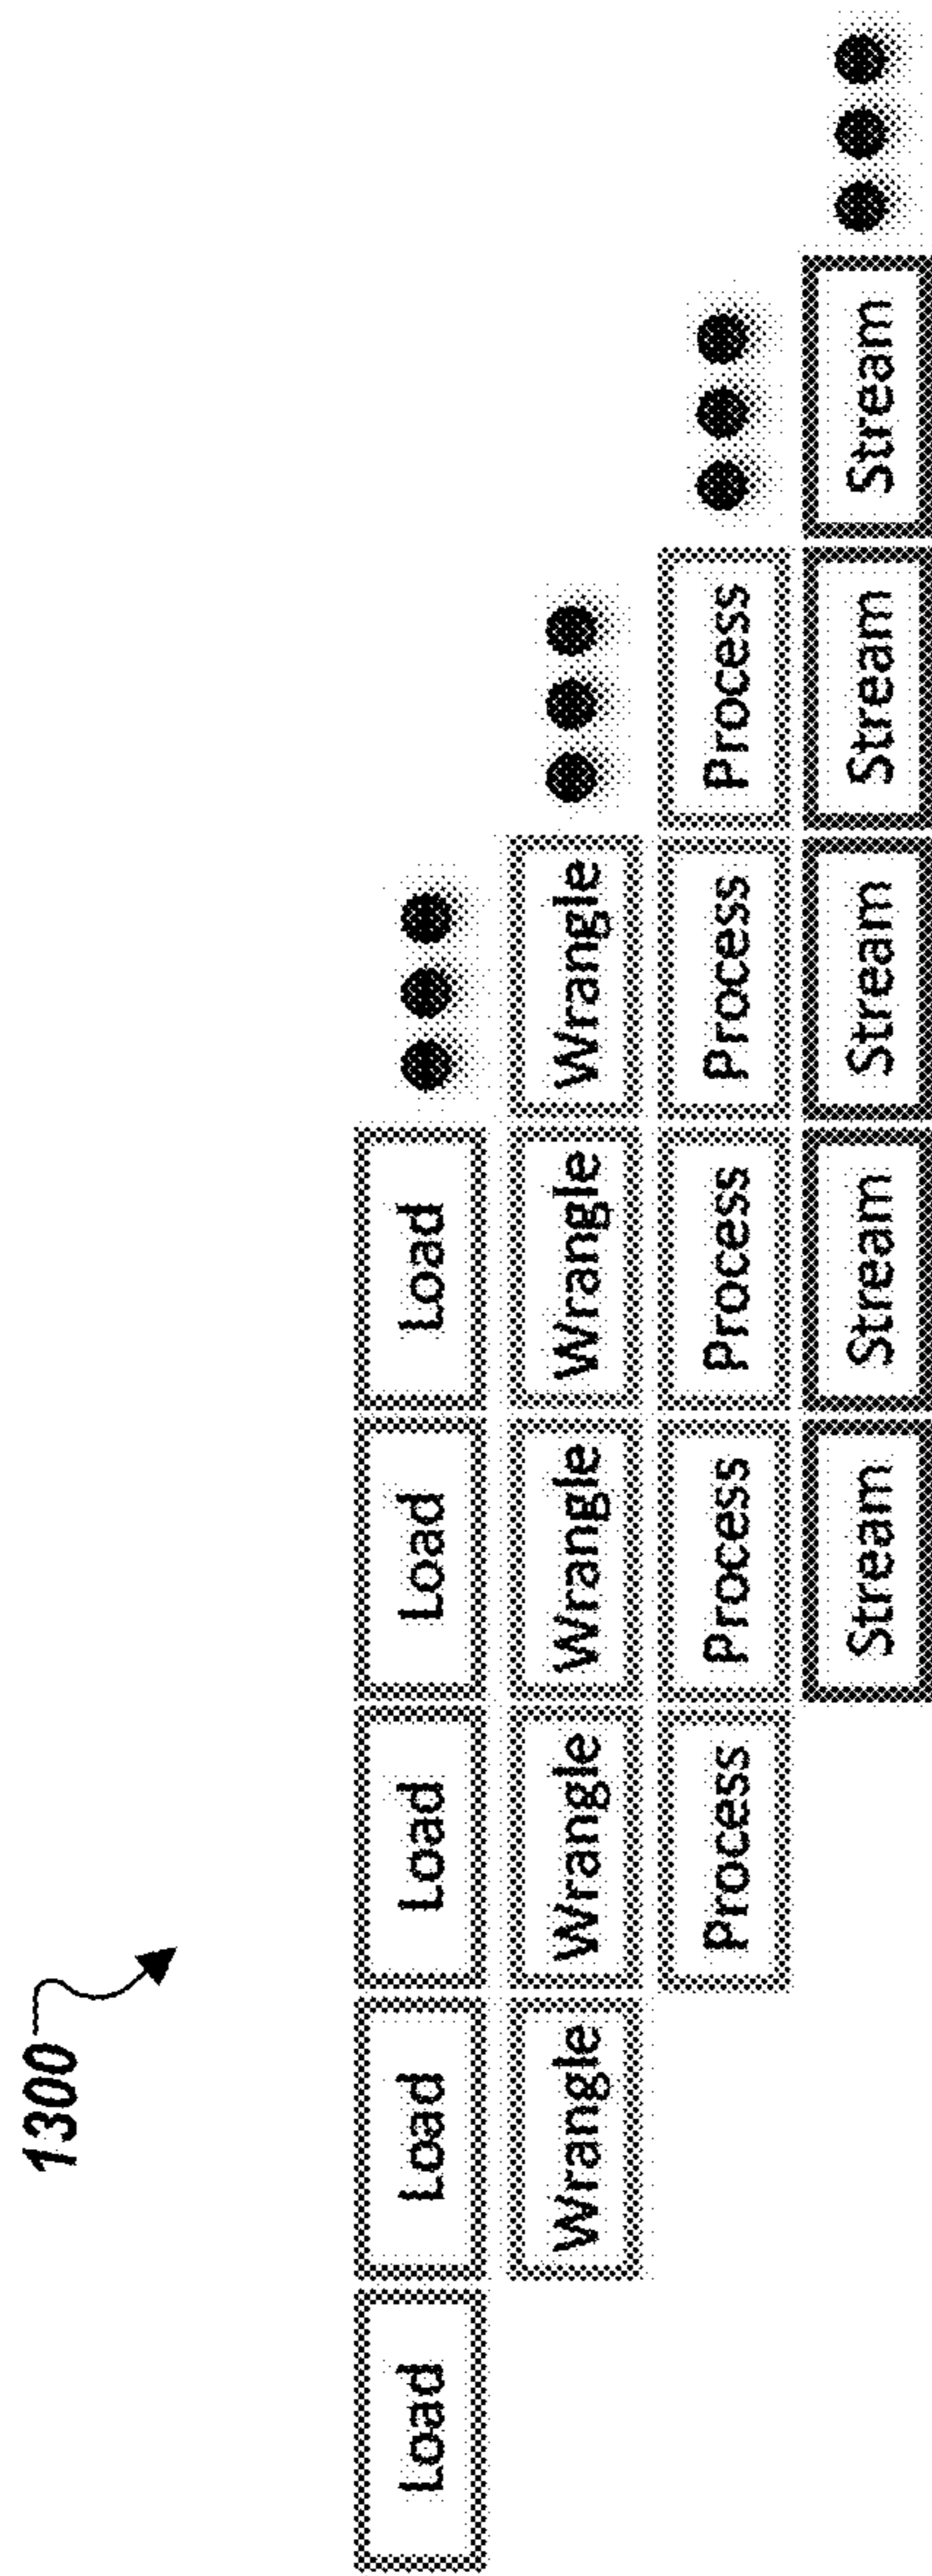 1300
Load Load Load Load Load
Wrangle Wrangle Wrangle Wrangle Wrangle
Process Process Process Process Process
Stream Stream Stream Stream Stream